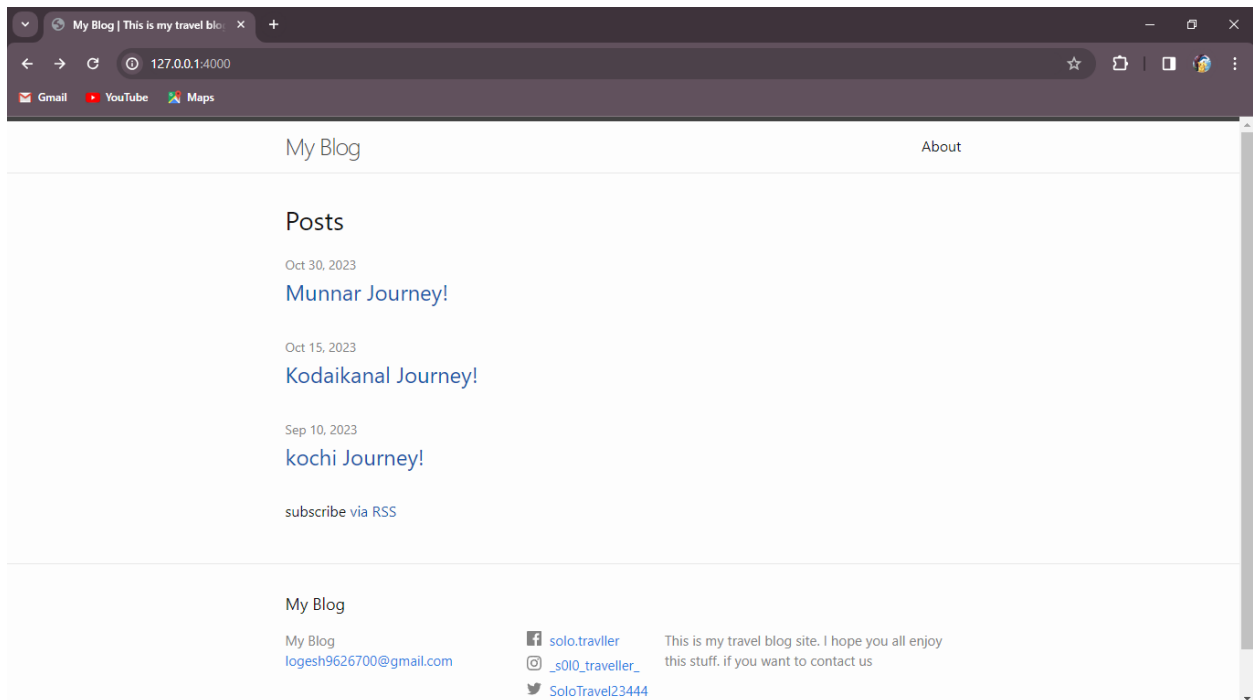 My Blog | This is my travel blog
127.0.0.1:4000
Gmail YouTube Maps
My Blog About
Posts
Oct 30, 2023
Munnar Journey!
Oct 15, 2023
Kodaikanal Journey!
Sep 10, 2023
kochi Journey!
subscribe via RSS
My Blog
My Blog
logesh9626700@gmail.com
solo.travller
_s0l0_traveller_
SoloTravel23444
This is my travel blog site. I hope you all enjoy
this stuff. if you want to contact us